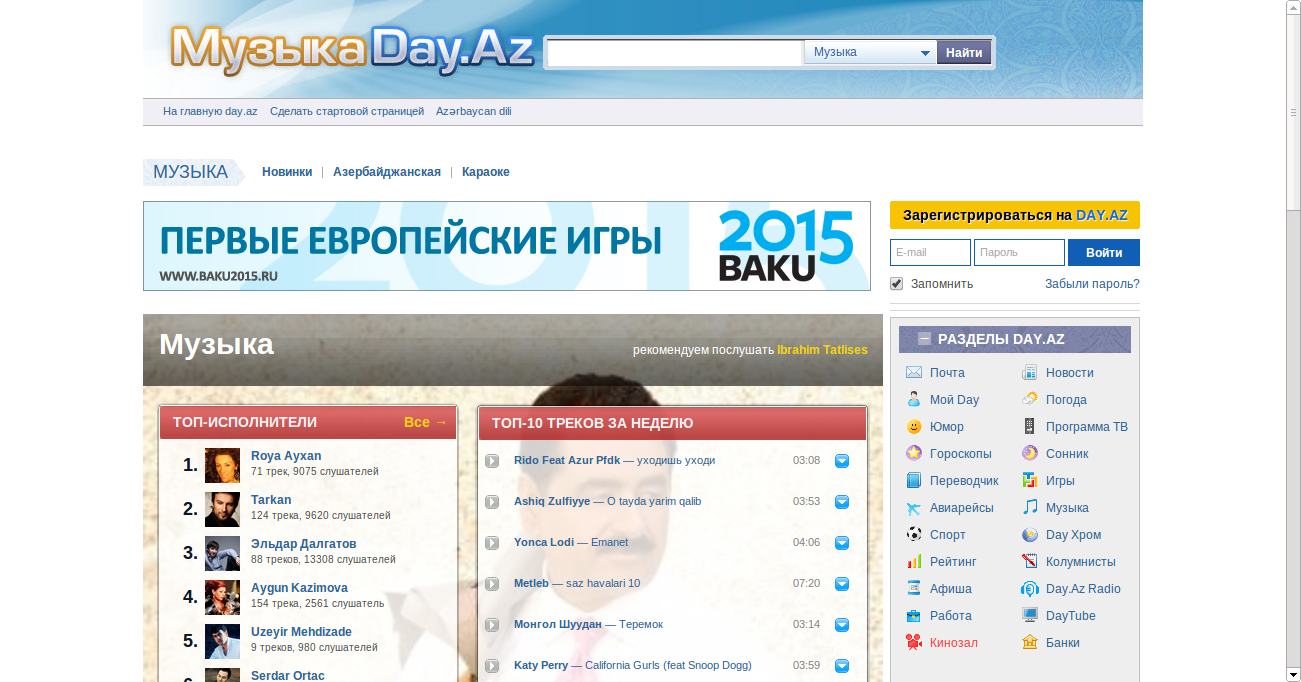 МузыкаDay.Az
Музыка
Найти
На главную day.az
Сделать стартовой страницей
Azərbaycan dili
МУЗЫКА
Новинки | Азербайджанская | Караоке
ПЕРВЫЕ ЕВРОПЕЙСКИЕ ИГРЫ
WWW.BAKU2015.RU
2015
BAKU
Зарегистрироваться на DAY.AZ
E-mail
Пароль
Войти
Запомнить
Забыли пароль?
Музыка
рекомендуем послушать Ibrahim Tatlises
ТОП-ИСПОЛНИТЕЛИ
Все →
1. Roya Ayxan
71 трек, 9075 слушателей
2. Tarkan
124 трека, 9620 слушателей
3. Эльдар Далгатов
88 треков, 13308 слушателей
4. Aygun Kazimova
154 трека, 2561 слушатель
5. Uzeyir Mehdizade
9 треков, 980 слушателей
Serdar Ortac
ТОП-10 ТРЕКОВ ЗА НЕДЕЛЮ
Rido Feat Azur Pfdk — уходишь уходи 03:08
Ashiq Zulfiyye — O tayda yarim qalib 03:53
Yonca Lodi — Emanet 04:06
Metleb — saz havalari 10 07:20
Монгол Шуудан — Теремок 03:14
Katy Perry — California Gurls (feat Snoop Dogg) 03:59
РАЗДЕЛЫ DAY.AZ
Почта
Новости
Мой Day
Погода
Юмор
Программа ТВ
Гороскопы
Сонник
Переводчик
Игры
Авиарейсы
Музыка
Спорт
Day Хром
Рейтинг
Колумнисты
Афиша
Day.Az Radio
Работа
DayTube
Кинозал
Банки